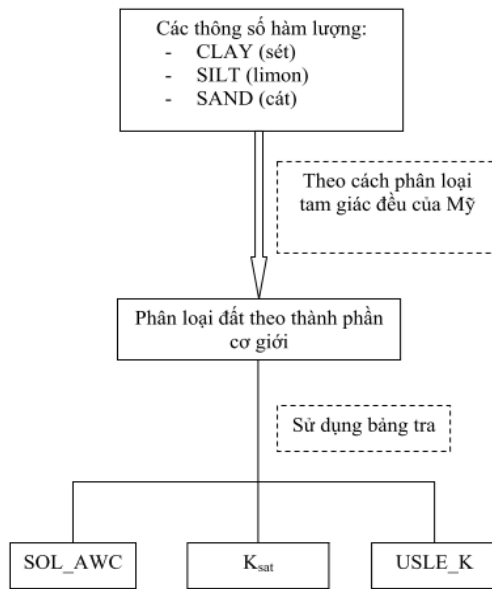 Các thông số hàm lượng:
- CLAY (sét)
- SILT (limon)
- SAND (cát)
Theo cách phân loại
tam giác đều của Mỹ
Phân loại đất theo thành phần
cơ giới
Sử dụng bảng tra
SOL_AWC
Ksat
USLE_K